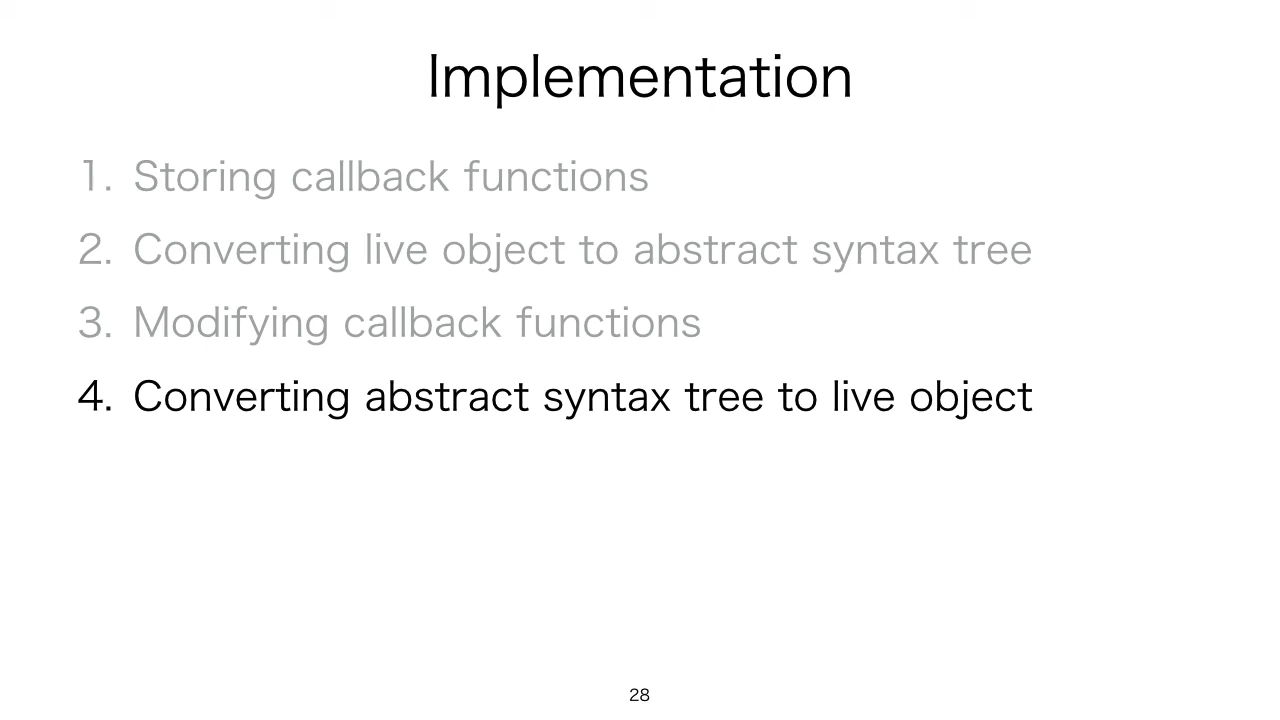 Implementation
1. Storing callback functions
2. Converting live object to abstract syntax tree
3. Modifying callback functions
4. Converting abstract syntax tree to live object
28